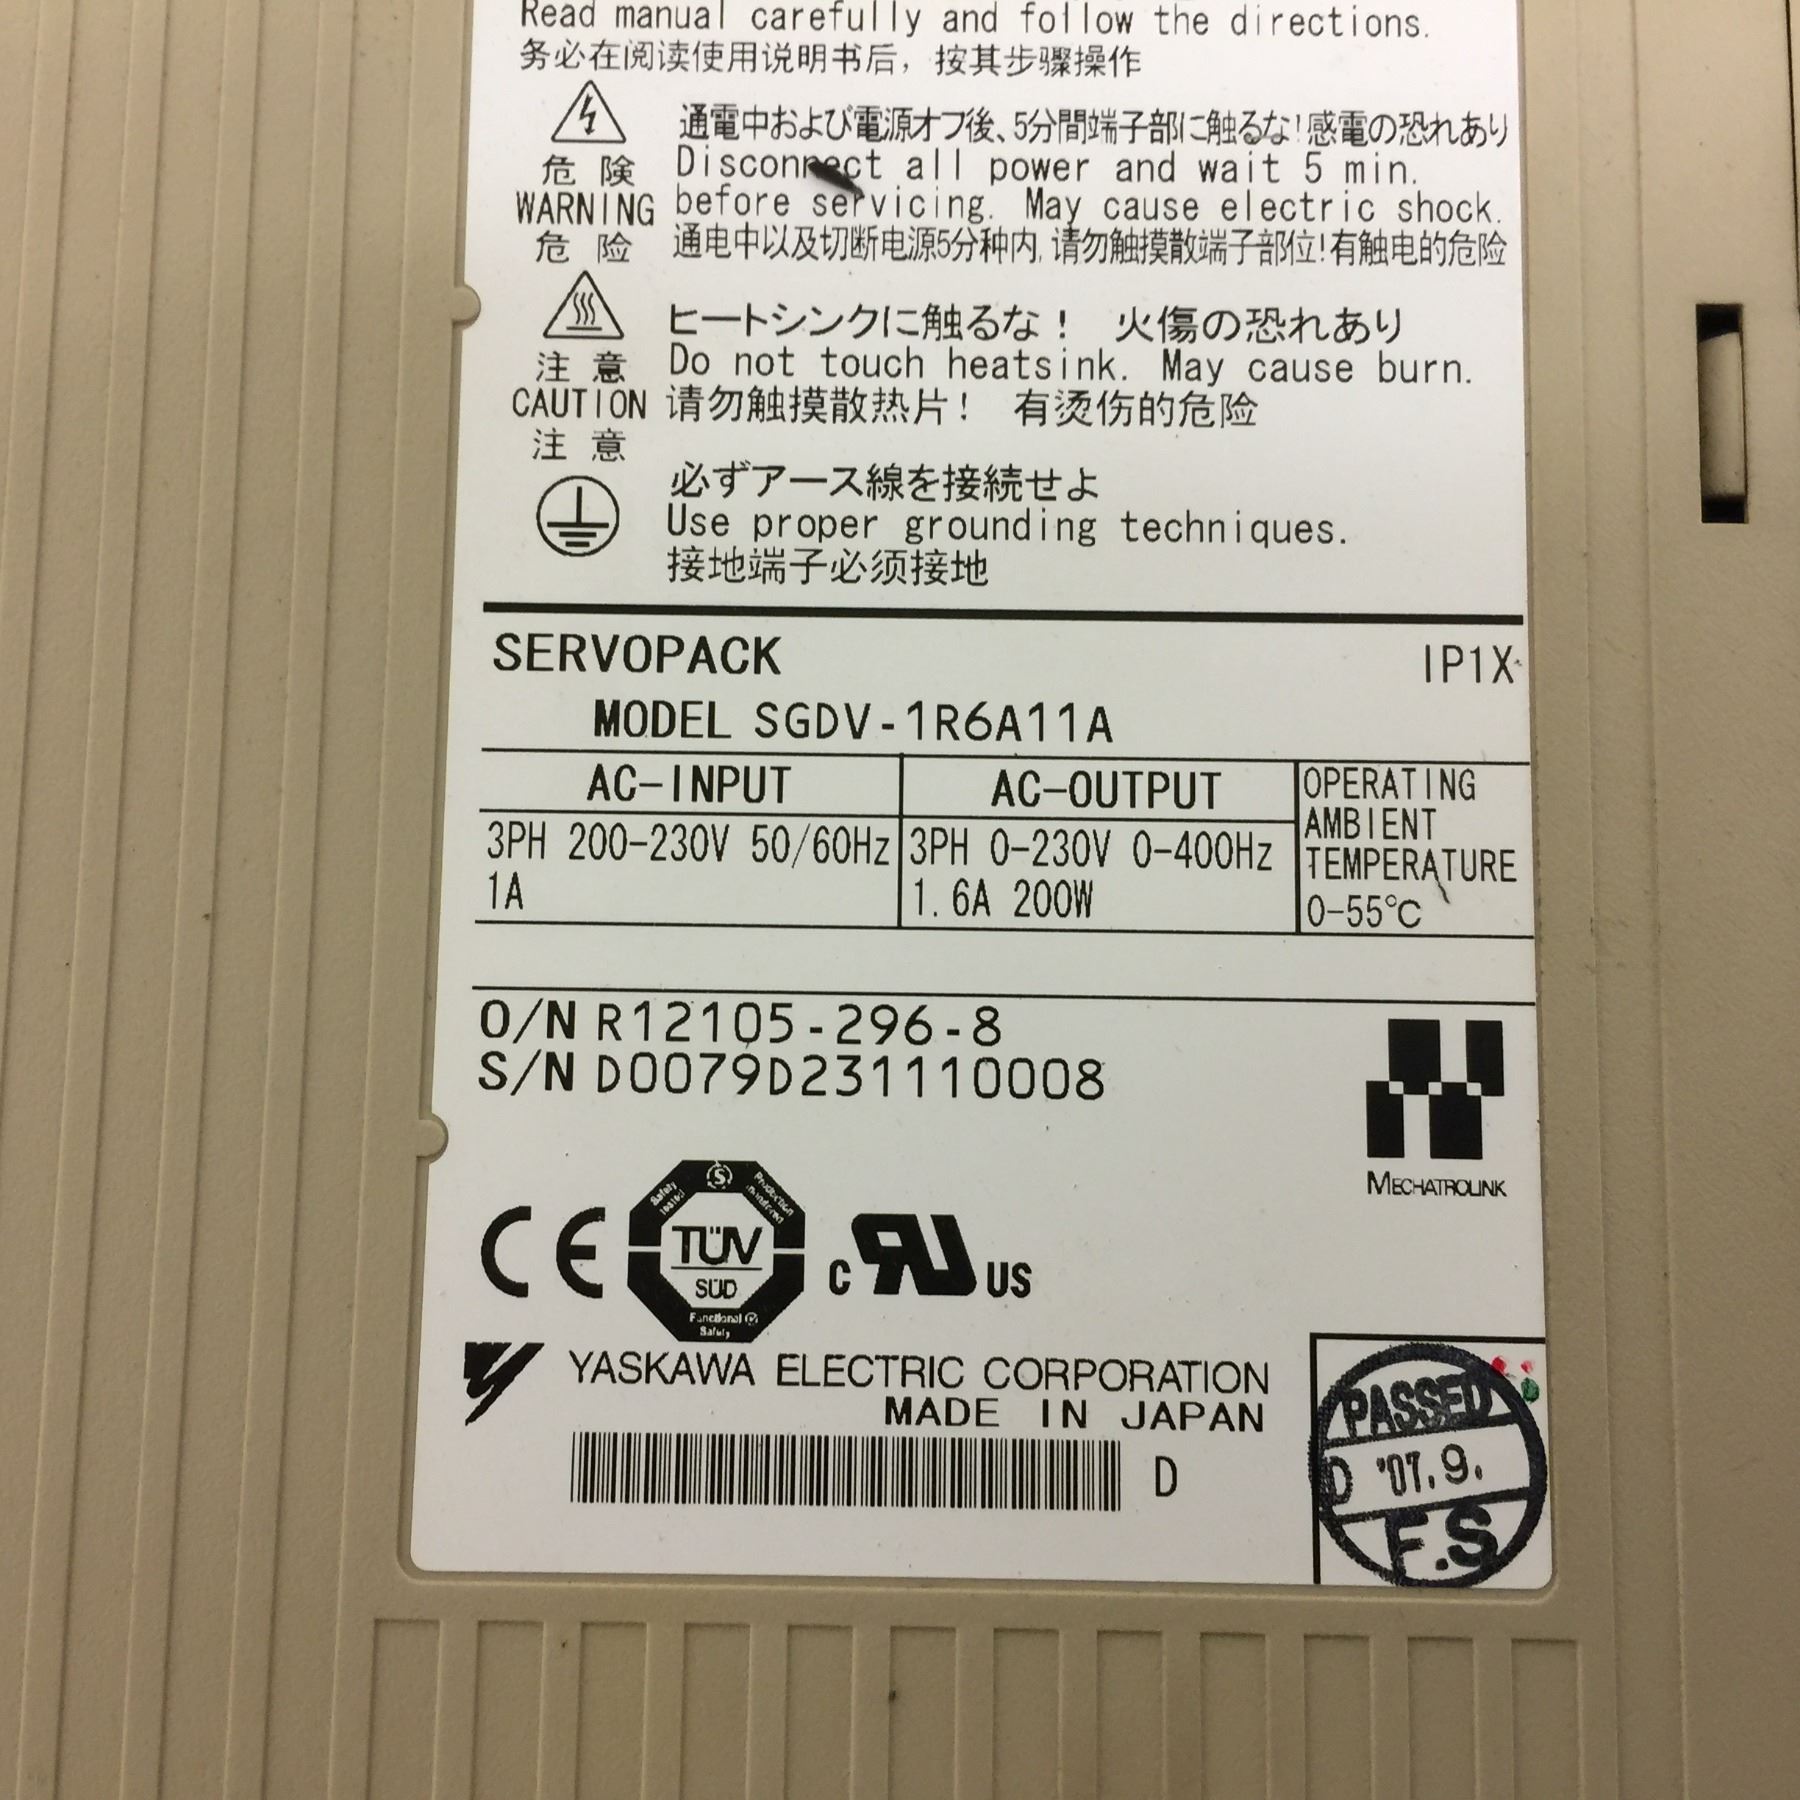 Read manual carefully and follow the directions.
务必在阅读使用说明书后，按其步骤操作
危 険
WARNING
危 险
通電中および電源オフ後、5分間端子部に触るな！感電の恐れあり
Disconnect all power and wait 5 min.
before servicing. May cause electric shock.
通电中以及切断电源5分种内,请勿触摸散端子部位！有触电的危险
注 意
CAUTION
注 意
ヒートシンクに触るな！ 火傷の恐れあり
Do not touch heatsink. May cause burn.
请勿触摸散热片！ 有烫伤的危险
必ずアース線を接続せよ
Use proper grounding techniques.
接地端子必须接地
SERVOPACK IP1X
MODEL SGDV-1R6A11A
AC-INPUT
3PH 200-230V 50/60Hz
1A
AC-OUTPUT
3PH 0-230V 0-400Hz
1.6A 200W
OPERATING
AMBIENT
TEMPERATURE
0-55℃
O/N R12105-296-8
S/N D0079D231110008
MECHATROLINK
CE
Safety tested
S
Production monitored
TÜV
SÜD
Functional
Safety
C RU US
YASKAWA ELECTRIC CORPORATION
MADE IN JAPAN
D
PASSED
D '07.9.
F.S